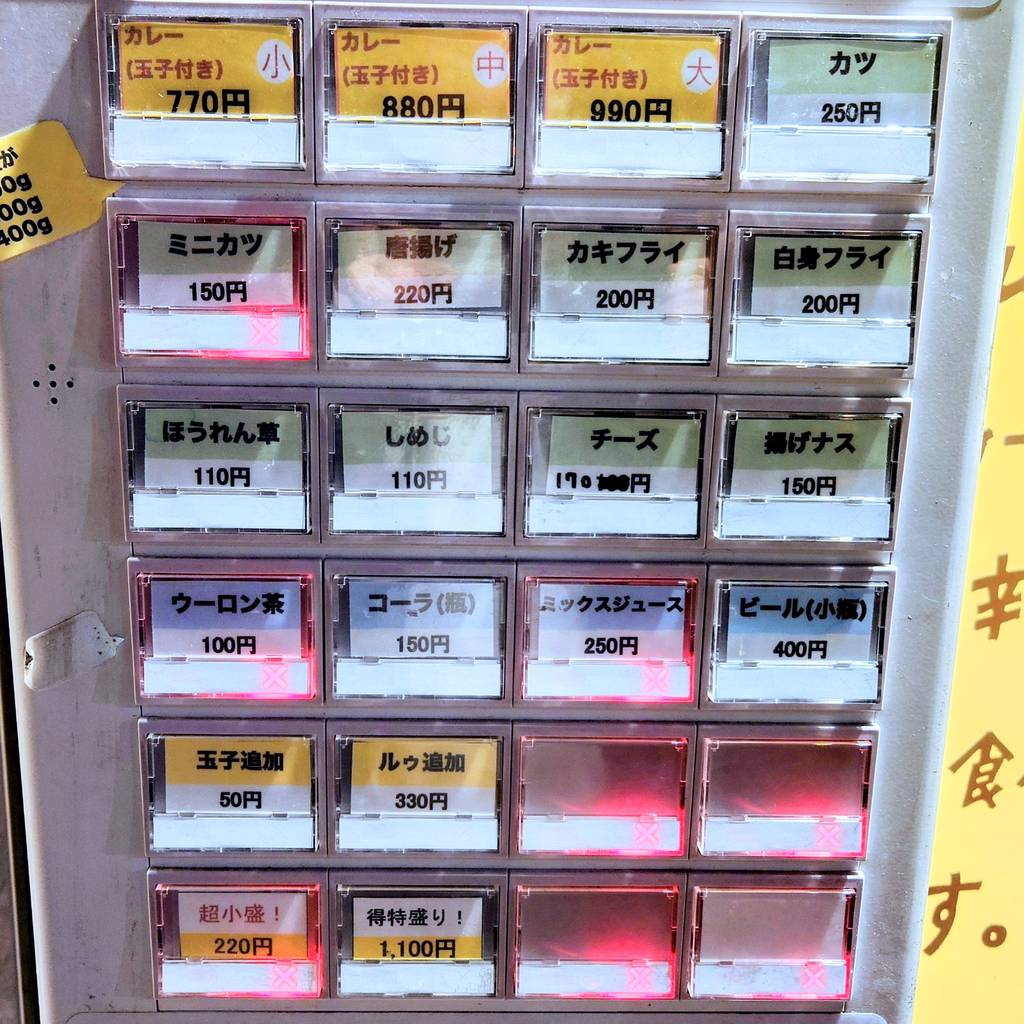 カレー
(玉子付き)
小
770円
カレー
(玉子付き)
中
880円
カレー
(玉子付き)
大
990円
カツ
250円
が
00g
400g
ミニカツ
150円
唐揚げ
220円
カキフライ
200円
白身フライ
200円
ほうれん草
110円
しめじ
110円
チーズ
170円
揚げナス
150円
ウーロン茶
100円
コーラ(瓶)
150円
ミックスジュース
250円
ビール(小瓶)
400円
玉子追加
50円
ルゥ追加
330円
超小盛!
220円
得特盛り!
1,100円
辛
食
す。